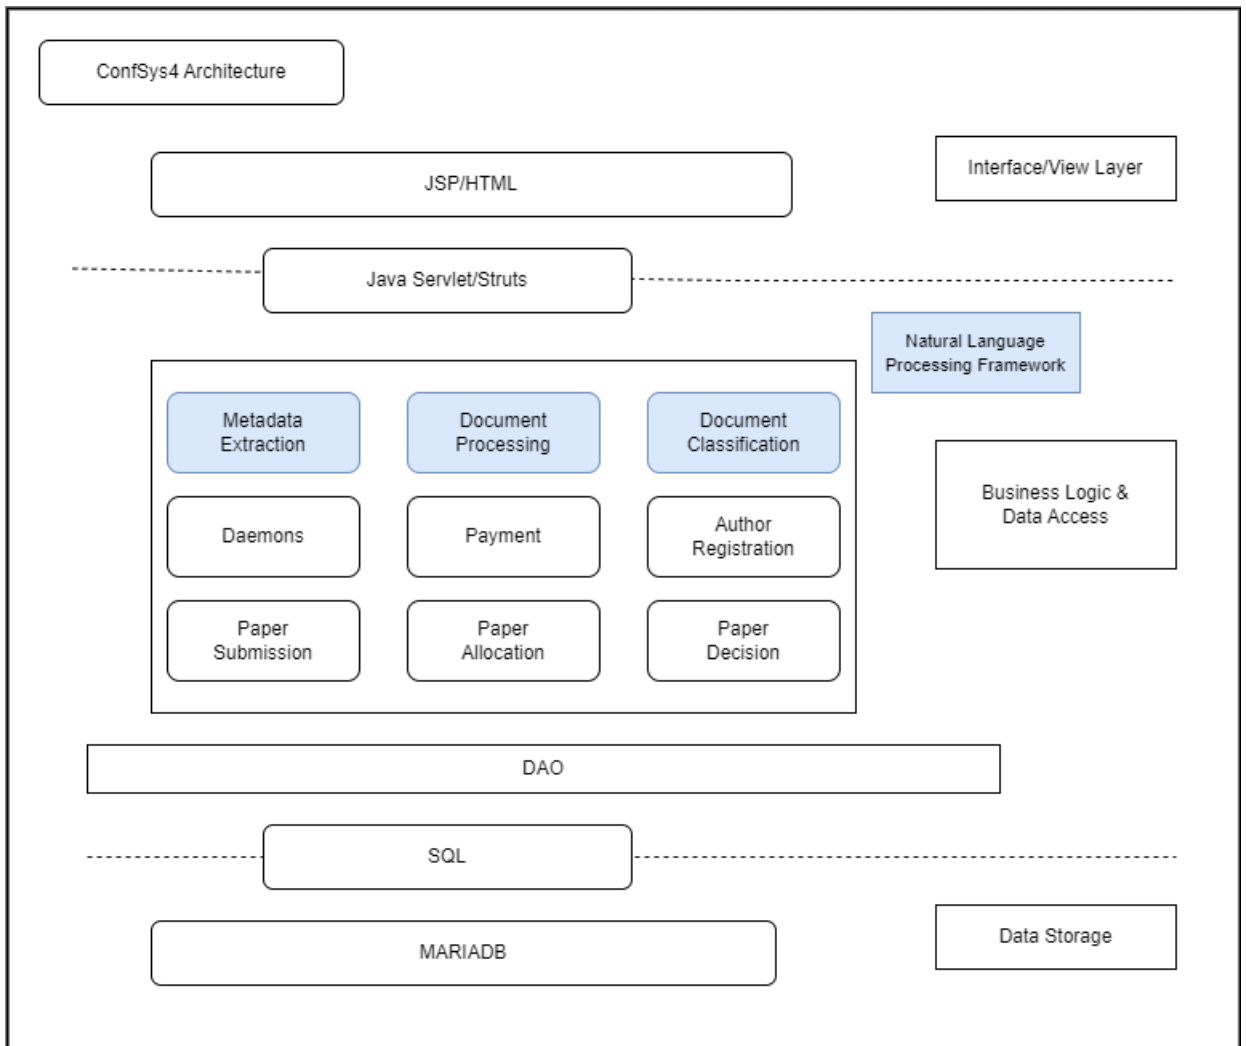 ConfSys4 Architecture
JSP/HTML
Interface/View Layer
Java Servlet/Struts
Natural Language
Processing Framework
Metadata
Extraction
Document
Processing
Document
Classification
Business Logic &
Data Access
Daemons
Payment
Author
Registration
Paper
Submission
Paper
Allocation
Paper
Decision
DAO
SQL
MARIADB
Data Storage